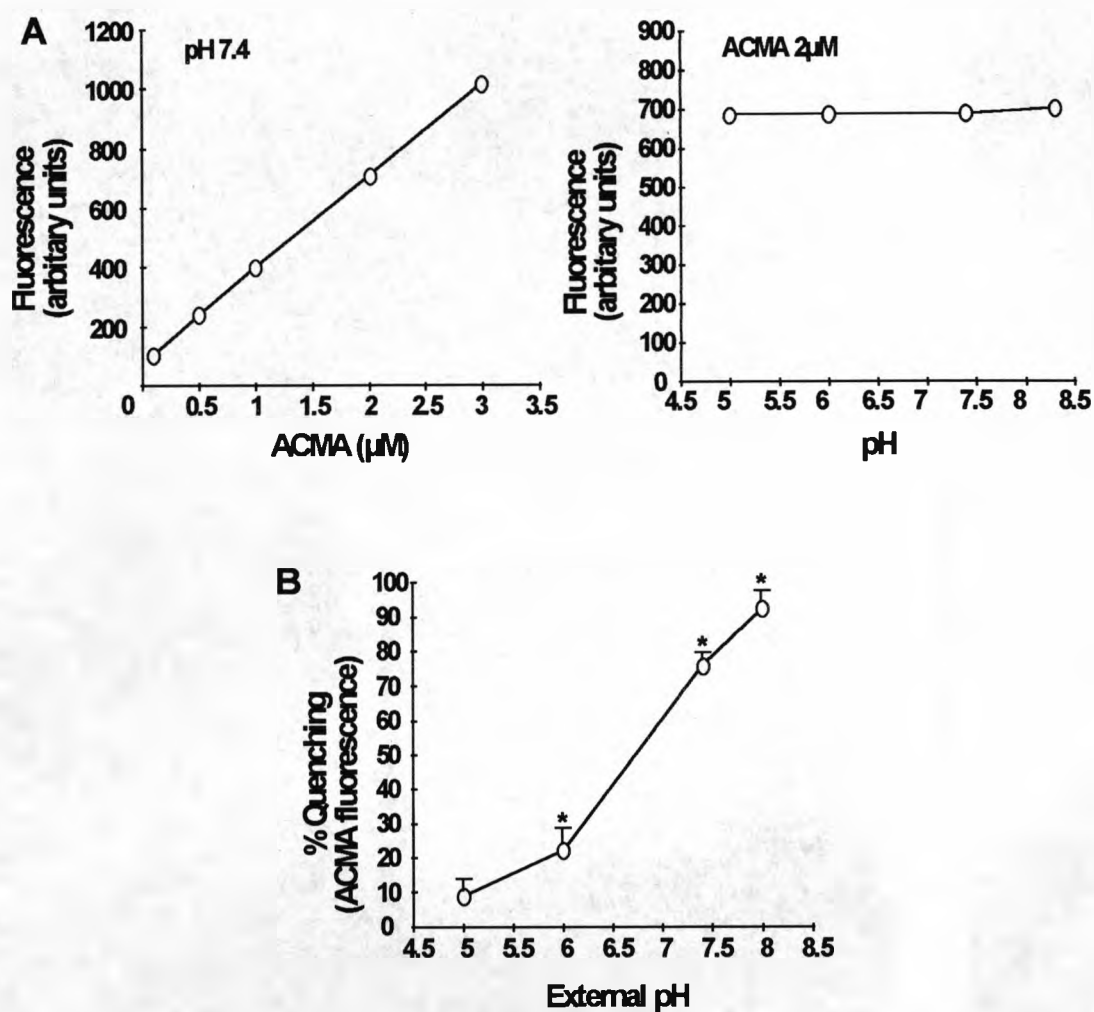 A
pH 7.4
1200
1000
800
600
400
200
0 0.5 1 1.5 2 2.5 3 3.5
Fluorescence
(arbitary units)
ACMA (µM)
ACMA 2µM
900
800
700
600
500
400
300
200
100
0
4.5 5 5.5 6 6.5 7 7.5 8 8.5
Fluorescence
(arbitary units)
pH
B
100
90
80
70
60
50
40
30
20
10
0
* * *
4.5 5 5.5 6 6.5 7 7.5 8 8.5
% Quenching
(ACMA fluorescence)
External pH